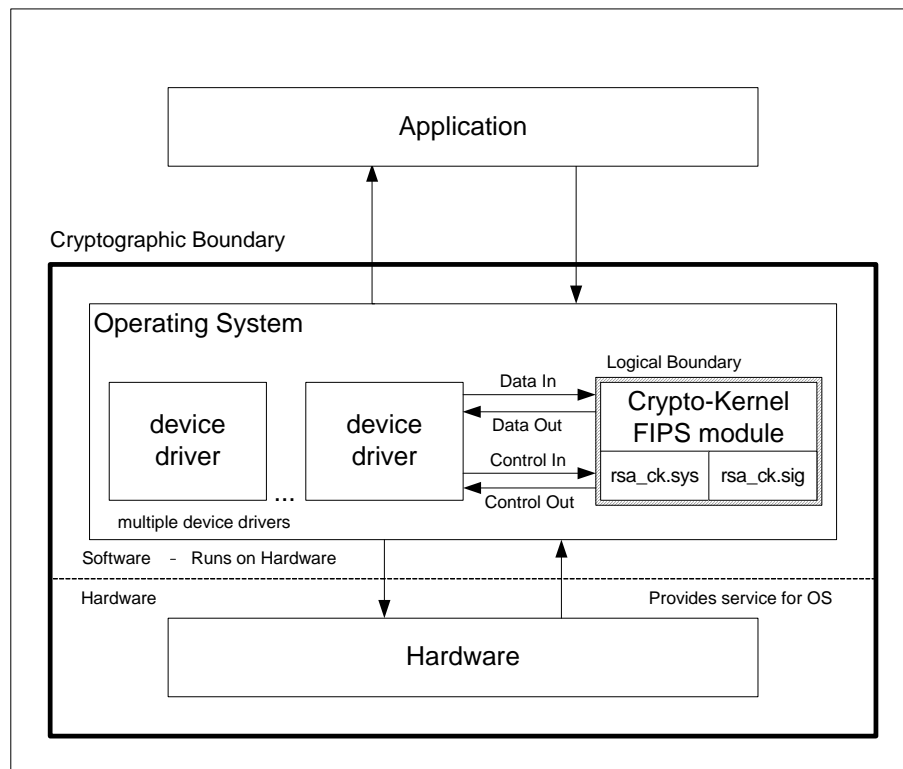 Application
Cryptographic Boundary
Operating System
Logical Boundary
device
driver
...
device
driver
Data In
Data Out
Control In
Control Out
Crypto-Kernel
FIPS module
rsa_ck.sys
rsa_ck.sig
multiple device drivers
Software - Runs on Hardware
Hardware
Provides service for OS
Hardware